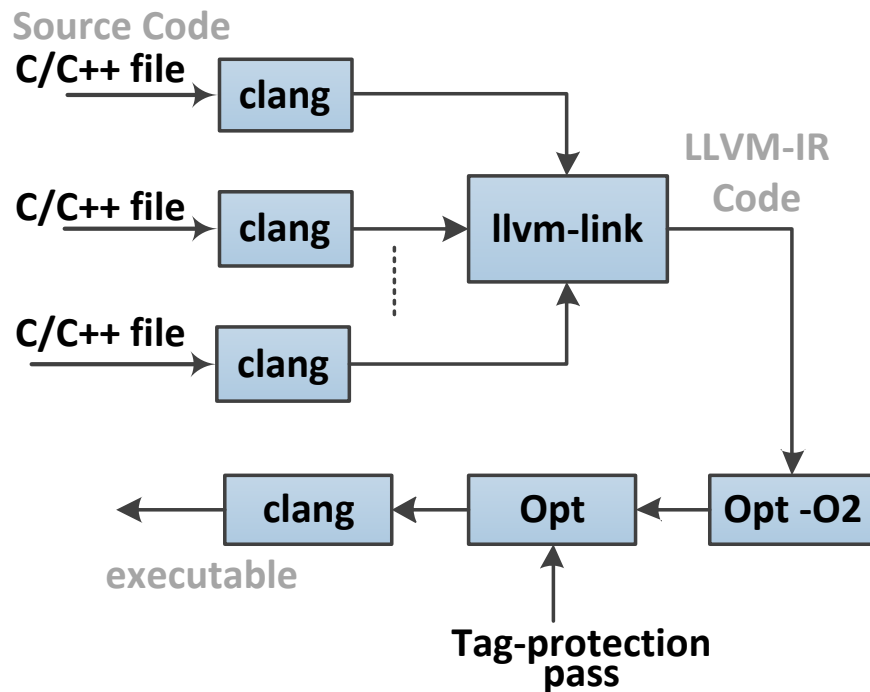 Source Code
C/C++ file
clang
C/C++ file
clang
llvm-link
LLVM-IR
Code
C/C++ file
clang
clang
Opt
Opt -O2
executable
Tag-protection
pass